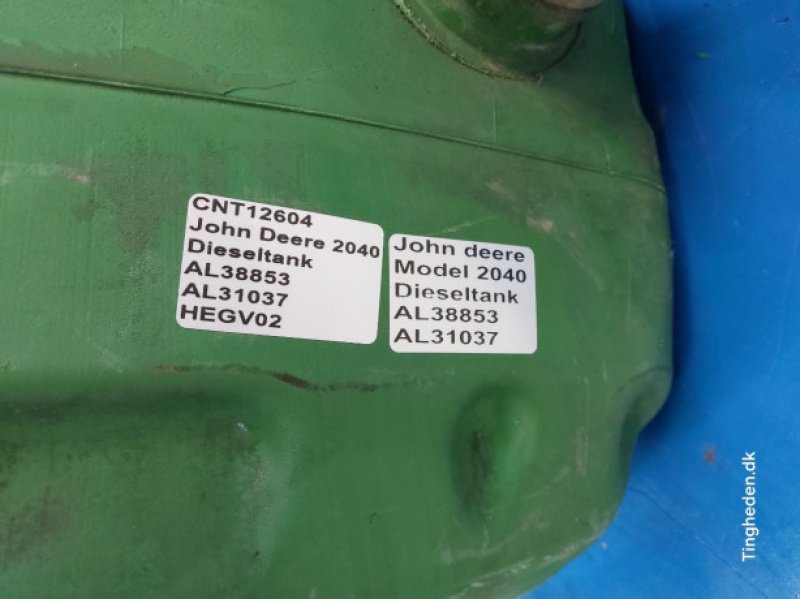 CNT12604
John Deere 2040
Dieseltank
AL38853
AL31037
HEGV02
John deere
Model 2040
Dieseltank
AL38853
AL31037
Tingheden.dk